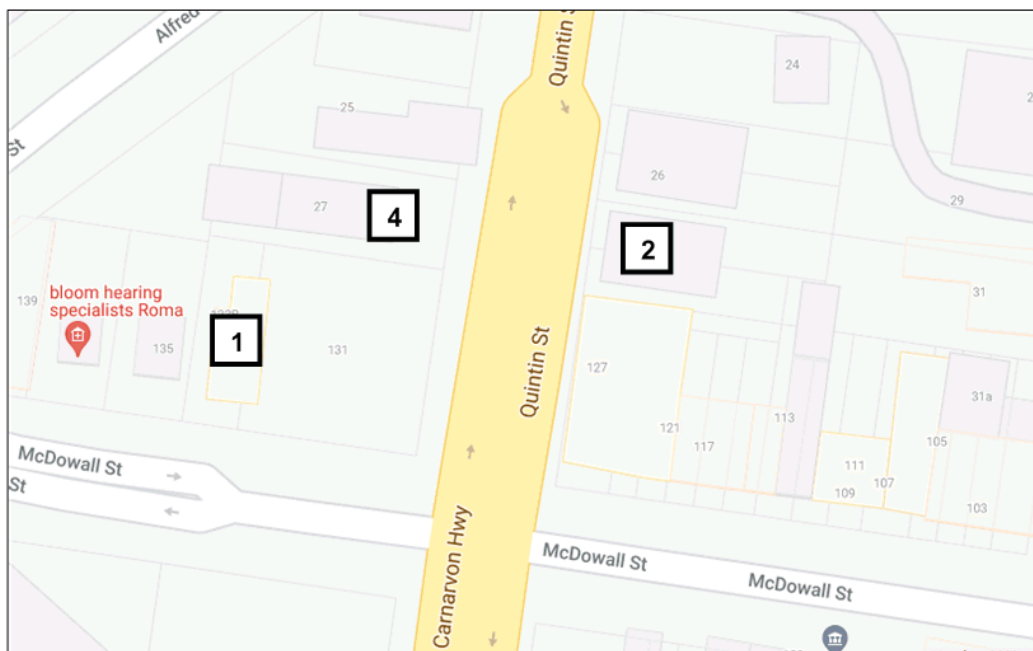 Alfred
Quintin S
24
25
St
26
27
4
29
2
bloom hearing
specialists Roma
139
31
135
1
131
127
Quintin St
31a
113
121
117
105
111
107
109
103
McDowall St
St
Carnarvon Hwy
McDowall St
McDowall St